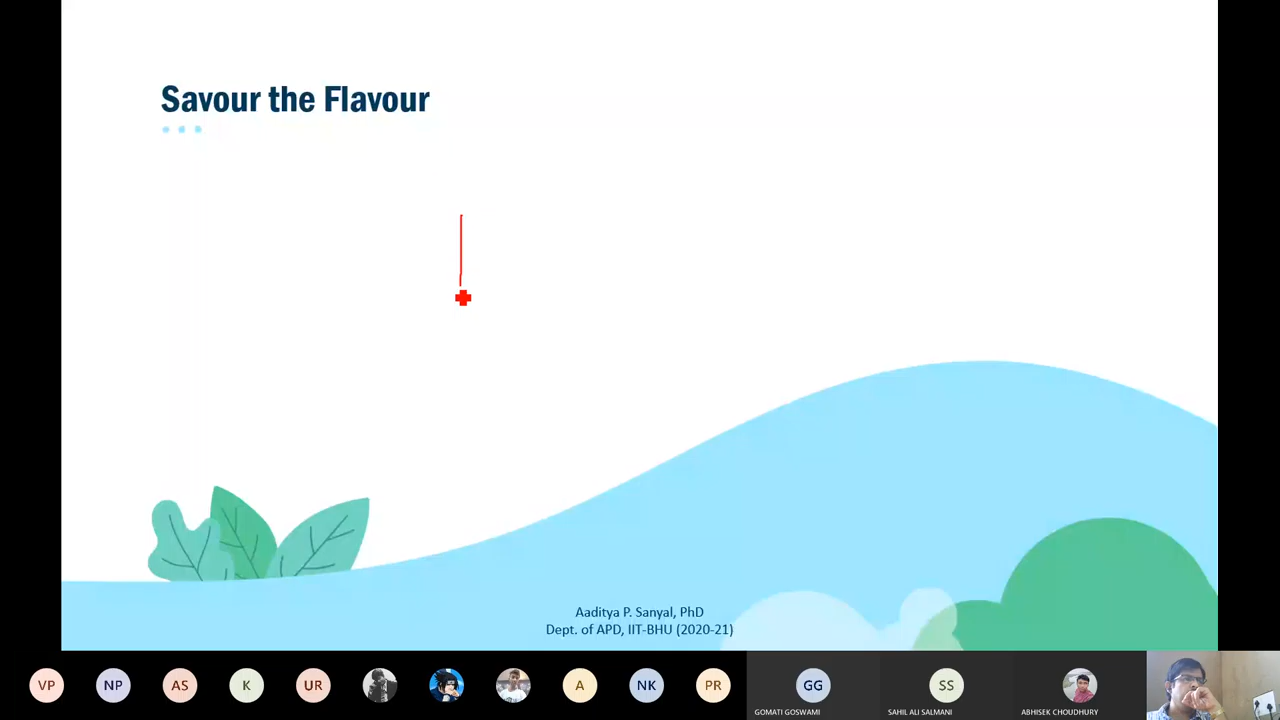 Savour the Flavour
Aaditya P. Sanyal, PhD
Dept. of APD, IIT-BHU (2020-21)
VP NP AS K UR A NK PR GG SS
GOMATI GOSWAMI SAHIL ALI SALMANI ABHISEK CHOUDHURY